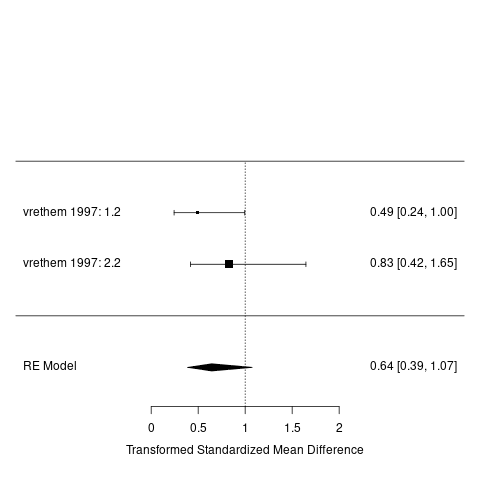 vrethem 1997: 1.2 0.49 [0.24, 1.00]
vrethem 1997: 2.2 0.83 [0.42, 1.65]
RE Model 0.64 [0.39, 1.07]
0 0.5 1 1.5 2
Transformed Standardized Mean Difference